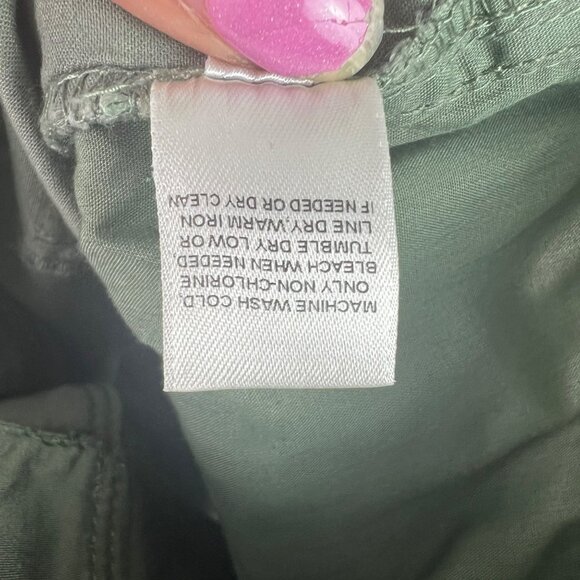 MACHINE WASH COLD,
ONLY NON-CHLORINE
BLEACH WHEN NEEDED
TUMBLE DRY LOW OR
LINE DRY, WARM IRON
IF NEEDED OR DRY CLEAN